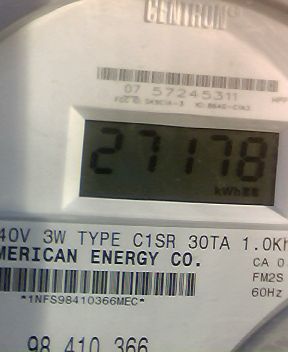 CENTRON®
07 57245311
27178
kWh
40V 3W TYPE C1SR 30TA 1.0Kh
MERICAN ENERGY CO.
CA 0
FM2S
60Hz
*1NFS98410366MEC*
98 410 366